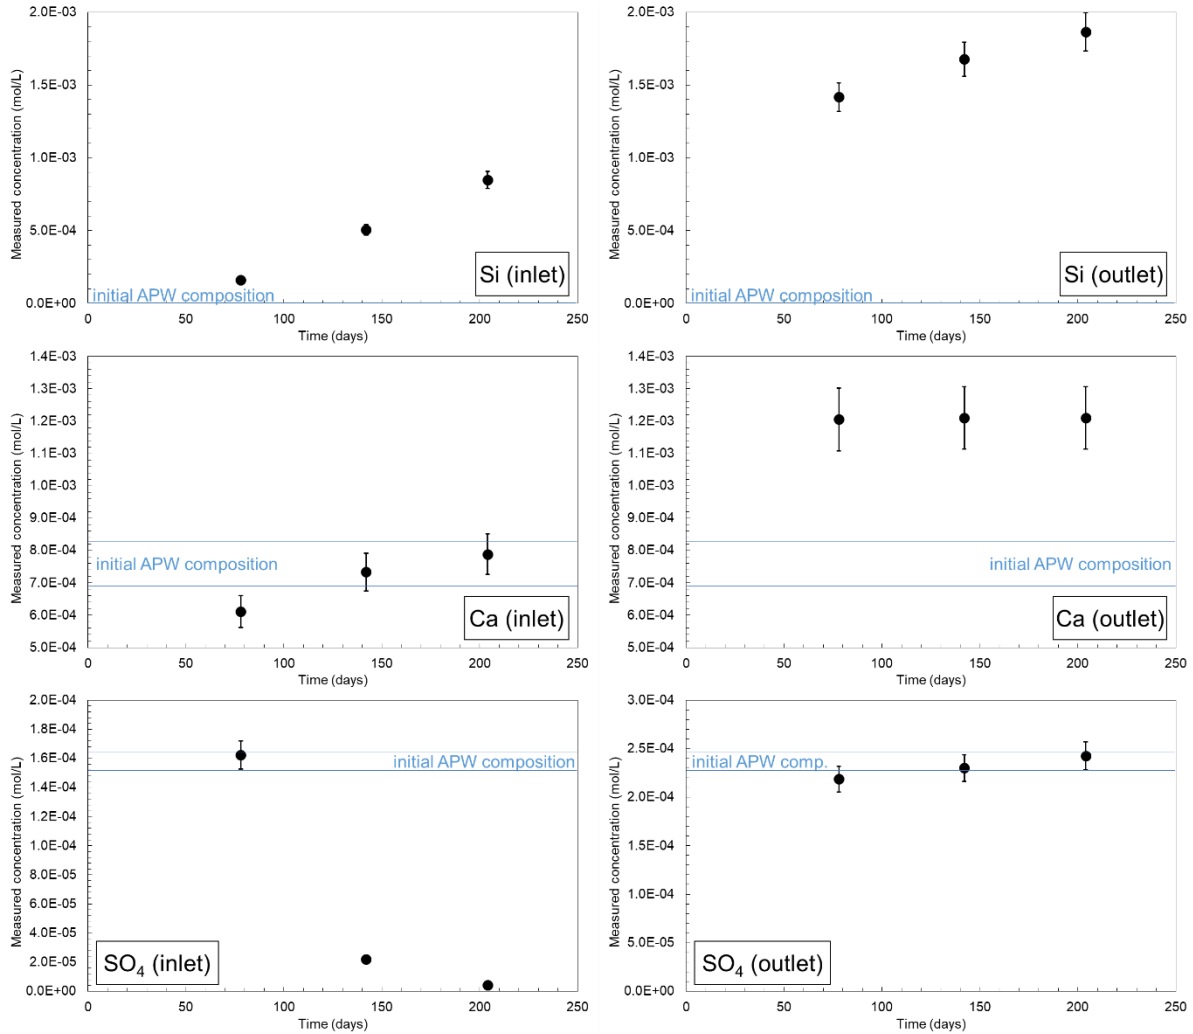 Measured concentration (mol/L)
2.0E-03
1.5E-03
1.0E-03
5.0E-04
0.0E+00
Si (inlet)
initial APW composition
0 50 100 150 200 250
Time (days)
Measured concentration (mol/L)
2.0E-03
1.5E-03
1.0E-03
5.0E-04
0.0E+00
Si (outlet)
initial APW composition
0 50 100 150 200 250
Time (days)
Measured concentration (mol/L)
1.4E-03
1.3E-03
1.2E-03
1.1E-03
1.0E-03
9.0E-04
8.0E-04
7.0E-04
6.0E-04
5.0E-04
initial APW composition
Ca (inlet)
0 50 100 150 200 250
Time (days)
Measured concentration (mol/L)
1.4E-03
1.3E-03
1.2E-03
1.1E-03
1.0E-03
9.0E-04
8.0E-04
7.0E-04
6.0E-04
5.0E-04
initial APW composition
Ca (outlet)
0 50 100 150 200 250
Time (days)
Measured concentration (mol/L)
2.0E-04
1.8E-04
1.6E-04
1.4E-04
1.2E-04
1.0E-04
8.0E-05
6.0E-05
4.0E-05
2.0E-05
0.0E+00
initial APW composition
SO₄ (inlet)
0 50 100 150 200 250
Time (days)
Measured concentration (mol/L)
3.0E-04
2.5E-04
2.0E-04
1.5E-04
1.0E-04
5.0E-05
0.0E+00
initial APW comp.
SO₄ (outlet)
0 50 100 150 200 250
Time (days)